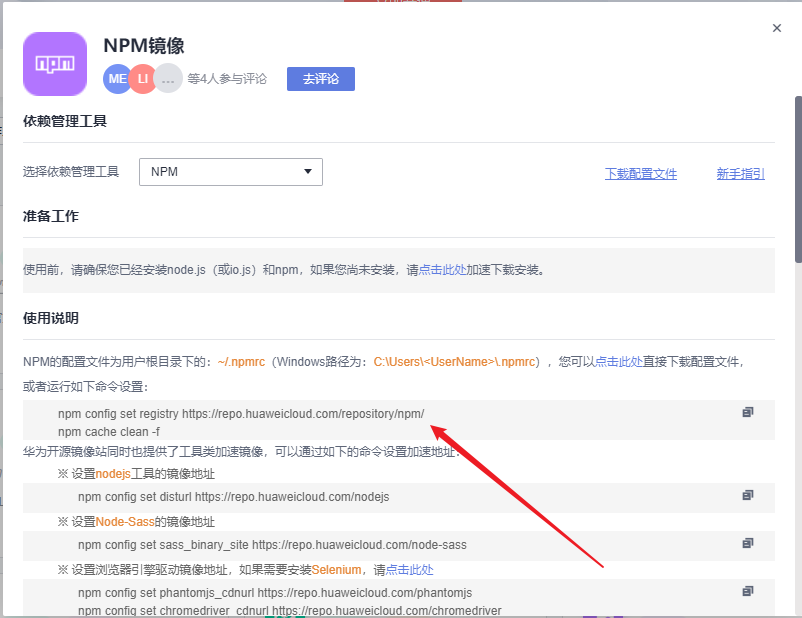 NPM镜像
npm
ME LI ... 等4人参与评论 去评论
依赖管理工具
选择依赖管理工具 NPM 下载配置文件 新手指引
准备工作
使用前，请确保您已经安装node.js（或io.js）和npm，如果您尚未安装，请点击此处加速下载安装。
使用说明
NPM的配置文件为用户根目录下的：~/.npmrc（Windows路径为：C:\Users\<UserName>\.npmrc），您可以点击此处直接下载配置文件，
或者运行如下命令设置：
npm config set registry https://repo.huaweicloud.com/repository/npm/
npm cache clean -f
华为开源镜像站同时也提供了工具类加速镜像，可以通过如下的命令设置加速地址：
※ 设置nodejs工具的镜像地址
npm config set disturl https://repo.huaweicloud.com/nodejs
※ 设置Node-Sass的镜像地址
npm config set sass_binary_site https://repo.huaweicloud.com/node-sass
※ 设置浏览器引擎驱动镜像地址，如果需要安装Selenium，请点击此处
npm config set phantomjs_cdnurl https://repo.huaweicloud.com/phantomjs
npm config set chromedriver_cdnurl https://repo.huaweicloud.com/chromedriver